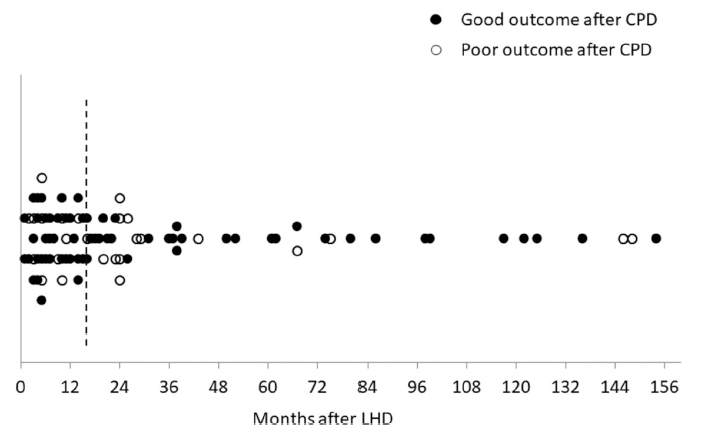 Good outcome after CPD
Poor outcome after CPD
0 12 24 36 48 60 72 84 96 108 120 132 144 156
Months after LHD